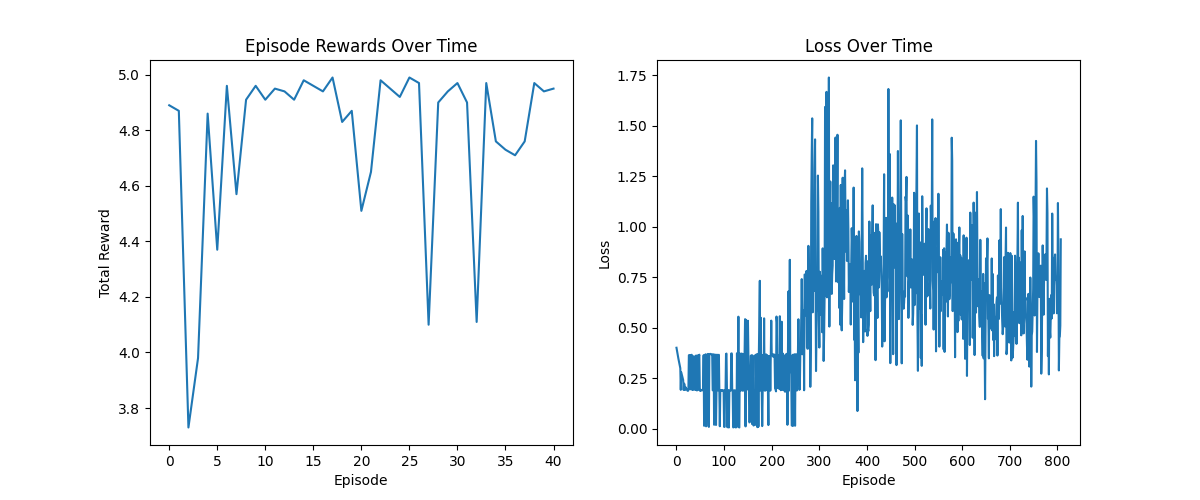 Episode Rewards Over Time
Total Reward
5.0
4.8
4.6
4.4
4.2
4.0
3.8
0 5 10 15 20 25 30 35 40
Episode
Loss Over Time
Loss
1.75
1.50
1.25
1.00
0.75
0.50
0.25
0.00
0 100 200 300 400 500 600 700 800
Episode